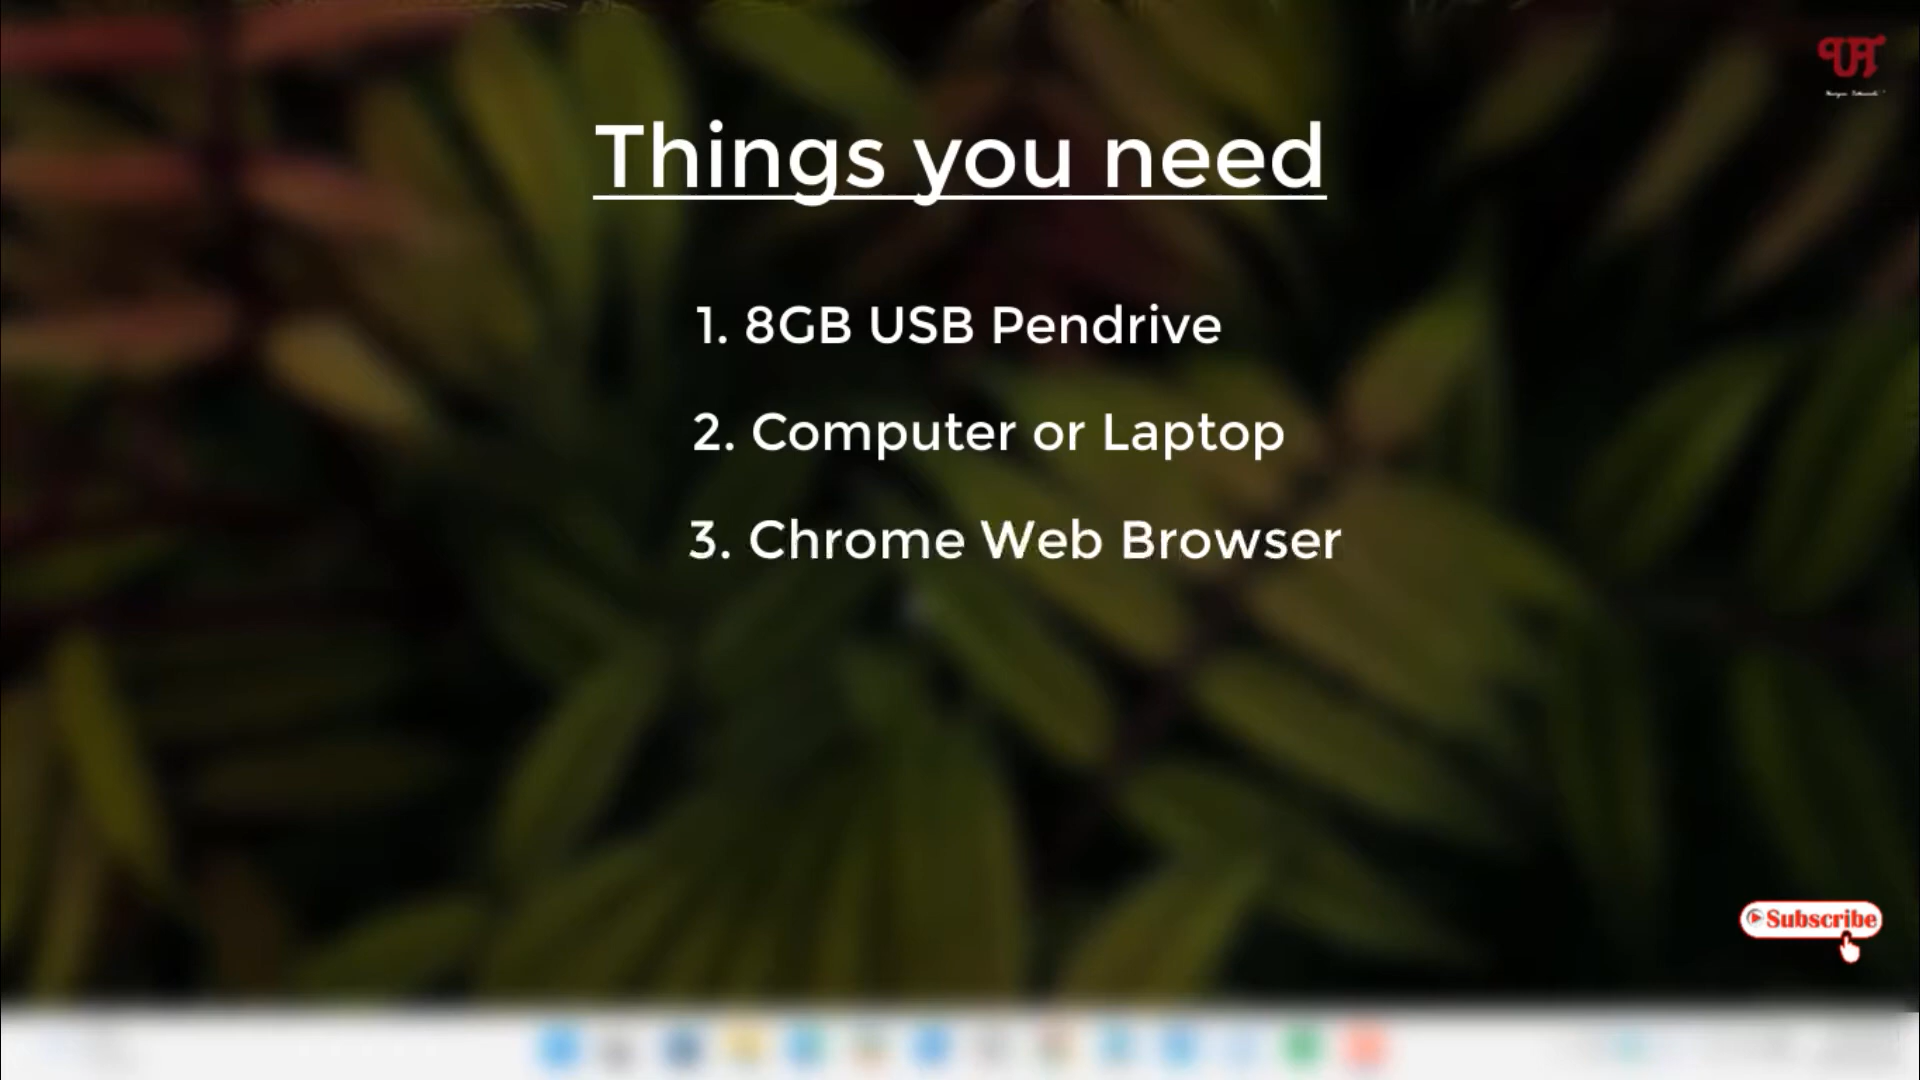 Things you need
1. 8GB USB Pendrive
2. Computer or Laptop
3. Chrome Web Browser
Subscribe